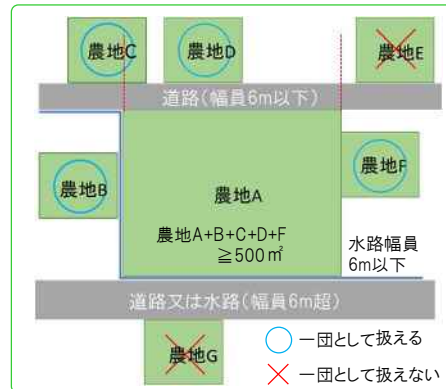 農地C
農地D
農地E
道路(幅員6m以下)
農地B
農地A
農地F
農地A+B+C+D+F
≧500㎡
水路幅員
6m以下
道路又は水路(幅員6m超)
農地G
一団として扱える
一団として扱えない